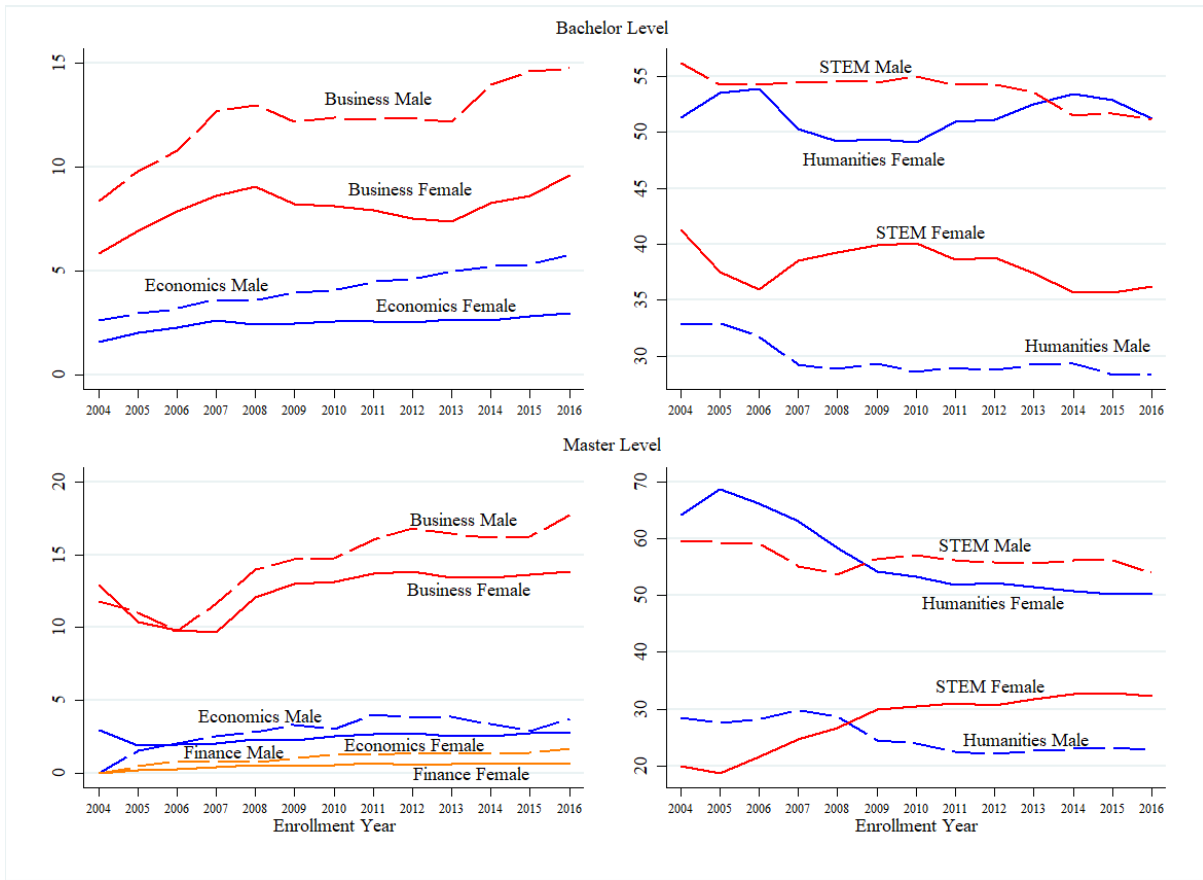 Bachelor Level
15
10
5
0
Business Male
Business Female
Economics Male
Economics Female
2004 2005 2006 2007 2008 2009 2010 2011 2012 2013 2014 2015 2016
55
50
45
40
35
30
STEM Male
Humanities Female
STEM Female
Humanities Male
2004 2005 2006 2007 2008 2009 2010 2011 2012 2013 2014 2015 2016
Master Level
20
15
10
5
0
Business Male
Business Female
Economics Male
Economics Female
Finance Male
Finance Female
2004 2005 2006 2007 2008 2009 2010 2011 2012 2013 2014 2015 2016
Enrollment Year
70
60
50
40
30
20
STEM Male
Humanities Female
STEM Female
Humanities Male
2004 2005 2006 2007 2008 2009 2010 2011 2012 2013 2014 2015 2016
Enrollment Year